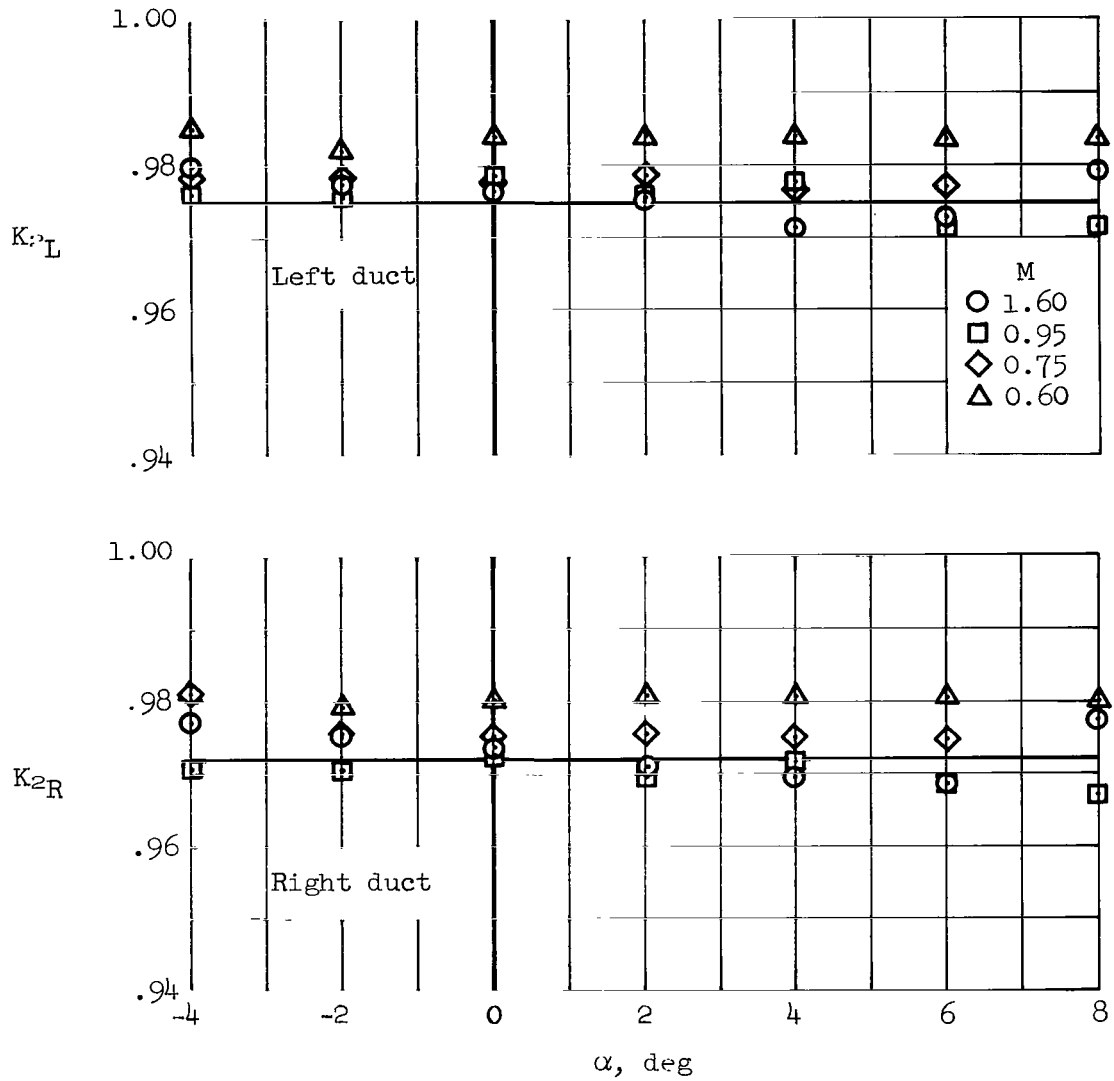 1.00
.98
K2L
.96
.94
Left duct
M
1.60
0.95
0.75
0.60
1.00
.98
K2R
.96
.94
Right duct
-4 -2 0 2 4 6 8
α, deg